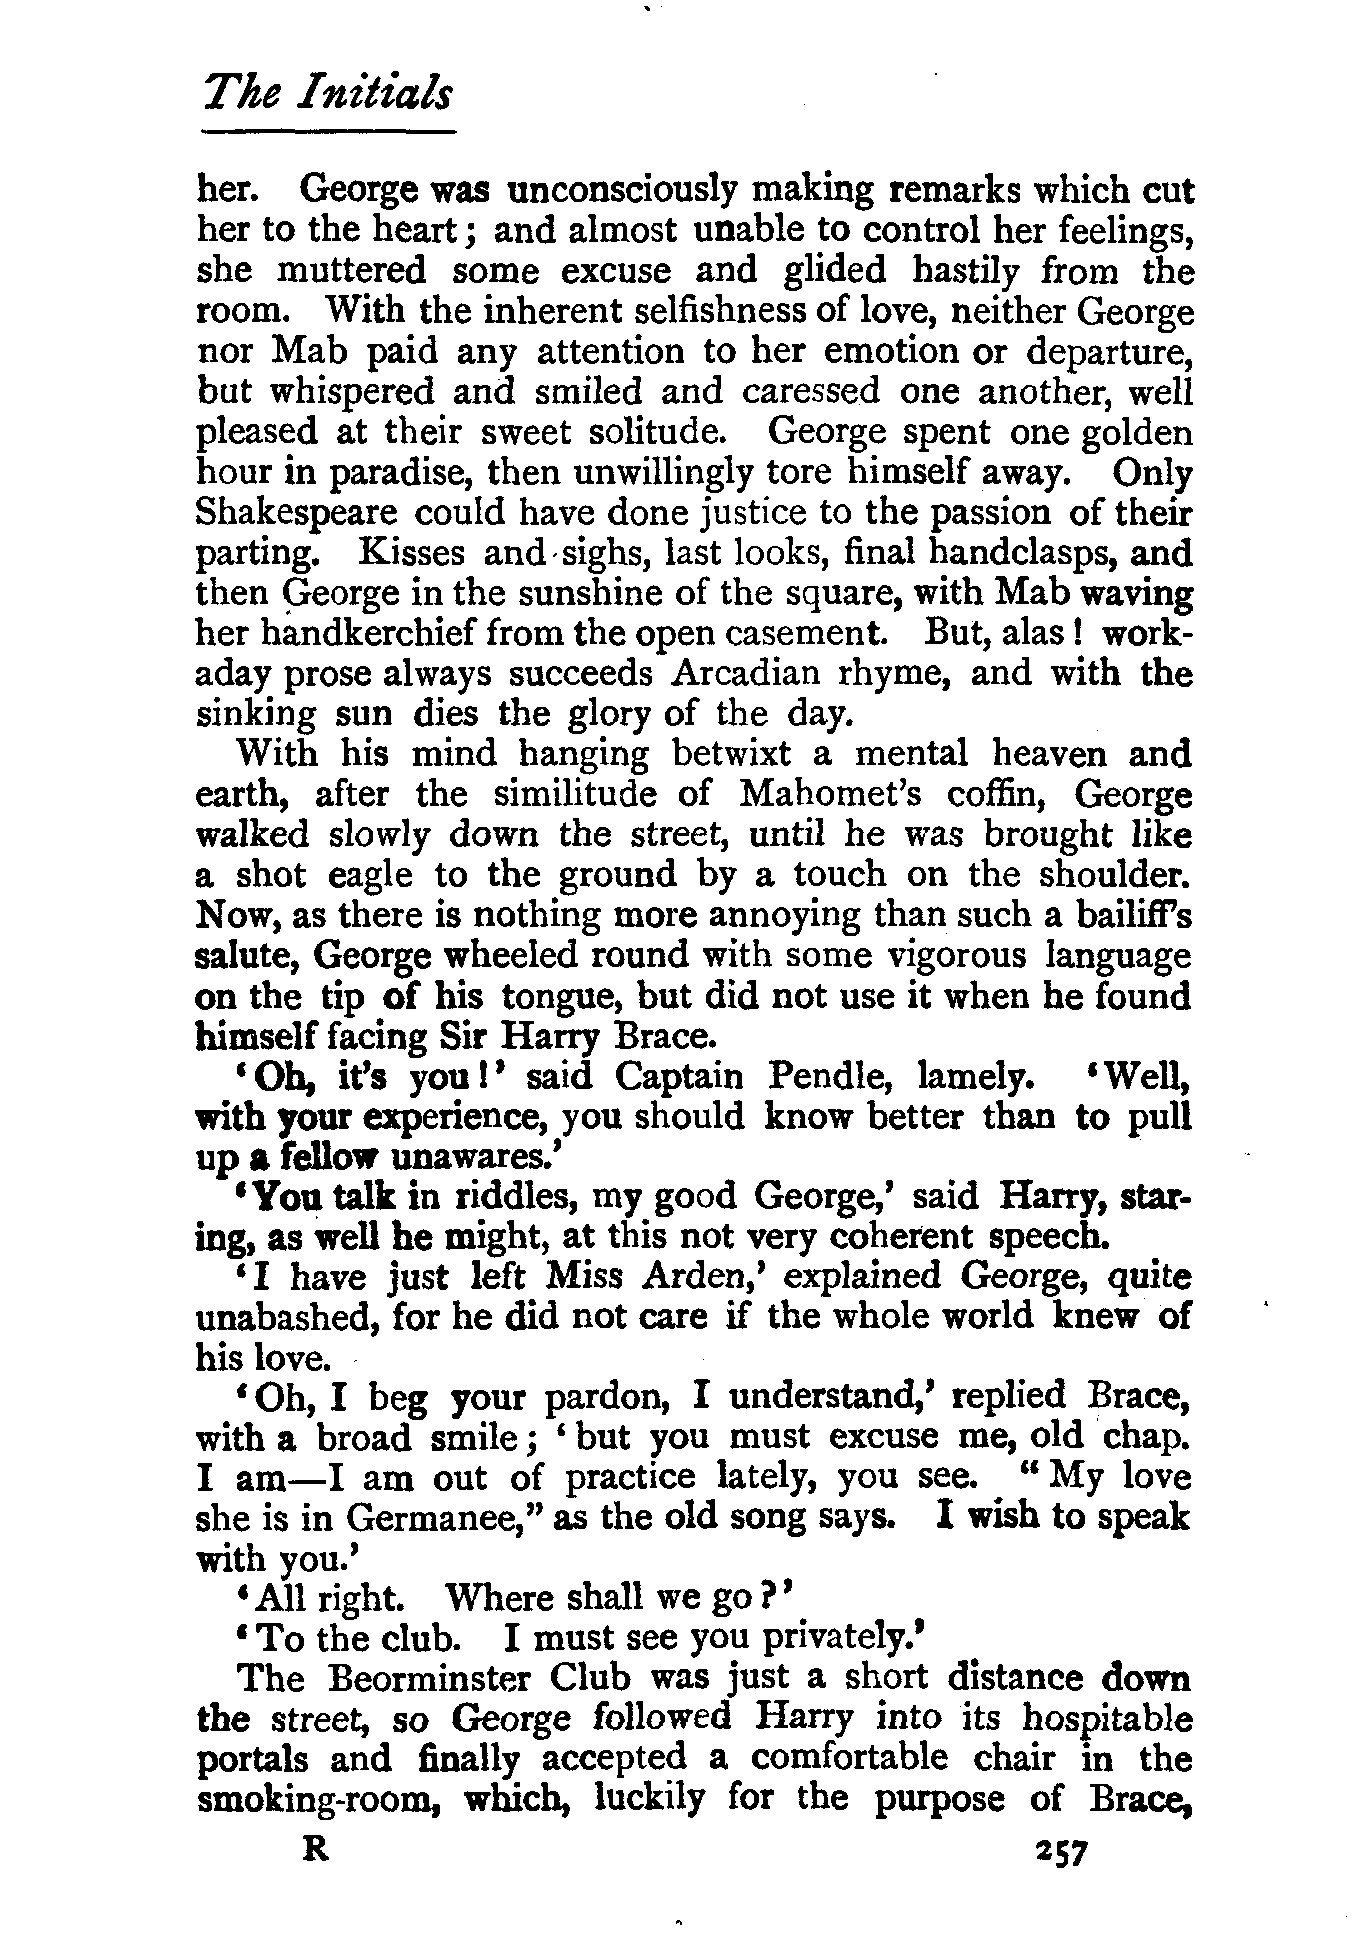 The Initials
her. George was unconsciously making remarks which cut
her to the heart; and almost unable to control her feelings,
she muttered some excuse and glided hastily from the
room. With the inherent selfishness of love, neither George
nor Mab paid any attention to her emotion or departure,
but whispered and smiled and caressed one another, well
pleased at their sweet solitude. George spent one golden
hour in paradise, then unwillingly tore himself away. Only
Shakespeare could have done justice to the passion of their
parting. Kisses and sighs, last looks, final handclasps, and
then George in the sunshine of the square, with Mab waving
her handkerchief from the open casement. But, alas! work-
aday prose always succeeds Arcadian rhyme, and with the
sinking sun dies the glory of the day.
With his mind hanging betwixt a mental heaven and
earth, after the similitude of Mahomet's coffin, George
walked slowly down the street, until he was brought like
a shot eagle to the ground by a touch on the shoulder.
Now, as there is nothing more annoying than such a bailiff's
salute, George wheeled round with some vigorous language
on the tip of his tongue, but did not use it when he found
himself facing Sir Harry Brace.
'Oh, it's you!' said Captain Pendle, lamely. 'Well,
with your experience, you should know better than to pull
up a fellow unawares.'
'You talk in riddles, my good George,' said Harry, star-
ing, as well he might, at this not very coherent speech.
'I have just left Miss Arden,' explained George, quite
unabashed, for he did not care if the whole world knew of
his love.
'Oh, I beg your pardon, I understand,' replied Brace,
with a broad smile; 'but you must excuse me, old chap.
I am—I am out of practice lately, you see. "My love
she is in Germanee," as the old song says. I wish to speak
with you.'
'All right. Where shall we go?'
'To the club. I must see you privately.'
The Beorminster Club was just a short distance down
the street, so George followed Harry into its hospitable
portals and finally accepted a comfortable chair in the
smoking-room, which, luckily for the purpose of Brace,
R 257